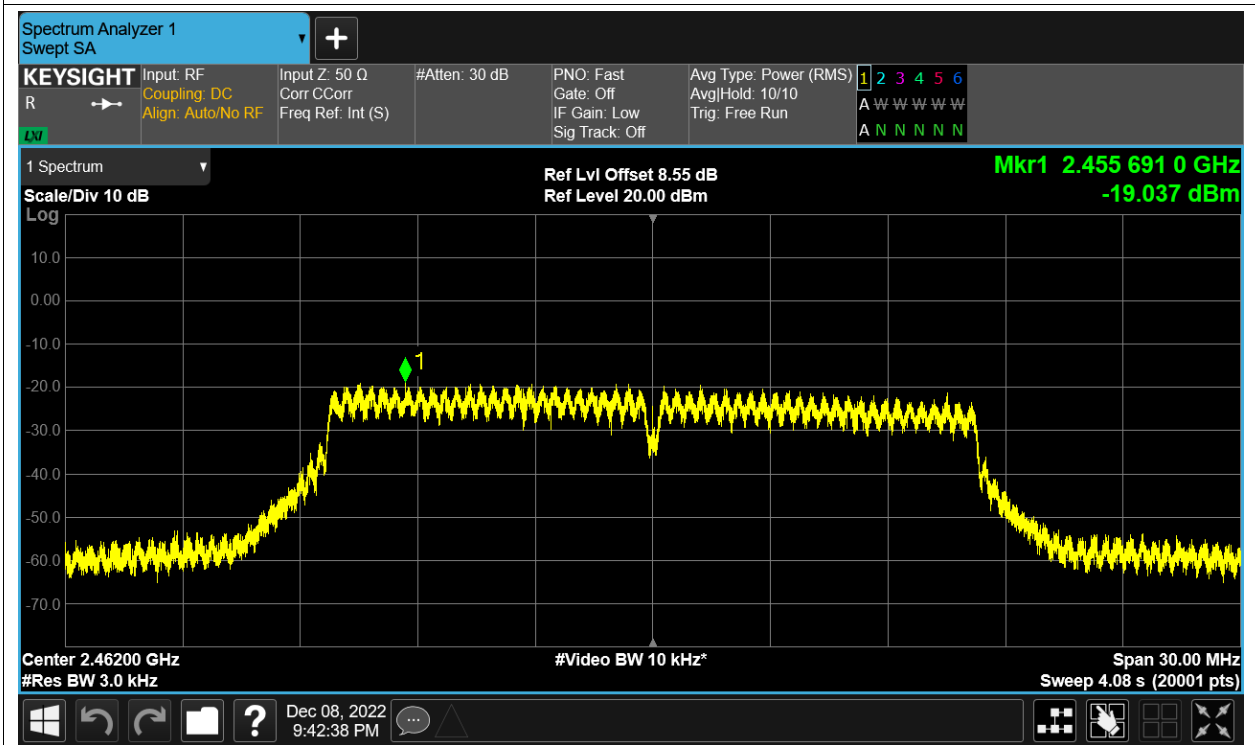 Spectrum Analyzer 1
Swept SA
KEYSIGHT
R
LXI
Input: RF
Coupling: DC
Align: Auto/No RF
Input Z: 50 Ω
Corr CCorr
Freq Ref: Int (S)
#Atten: 30 dB
PNO: Fast
Gate: Off
IF Gain: Low
Sig Track: Off
Avg Type: Power (RMS)
Avg|Hold: 10/10
Trig: Free Run
1 2 3 4 5 6
A W W W W W
A N N N N N
1 Spectrum
Scale/Div 10 dB
Log
Ref Lvl Offset 8.55 dB
Ref Level 20.00 dBm
Mkr1 2.455 691 0 GHz
-19.037 dBm
10.0
0.00
-10.0
1
-20.0
-30.0
-40.0
-50.0
-60.0
-70.0
Center 2.46200 GHz
#Res BW 3.0 kHz
#Video BW 10 kHz*
Span 30.00 MHz
Sweep 4.08 s (20001 pts)
?
Dec 08, 2022
9:42:38 PM